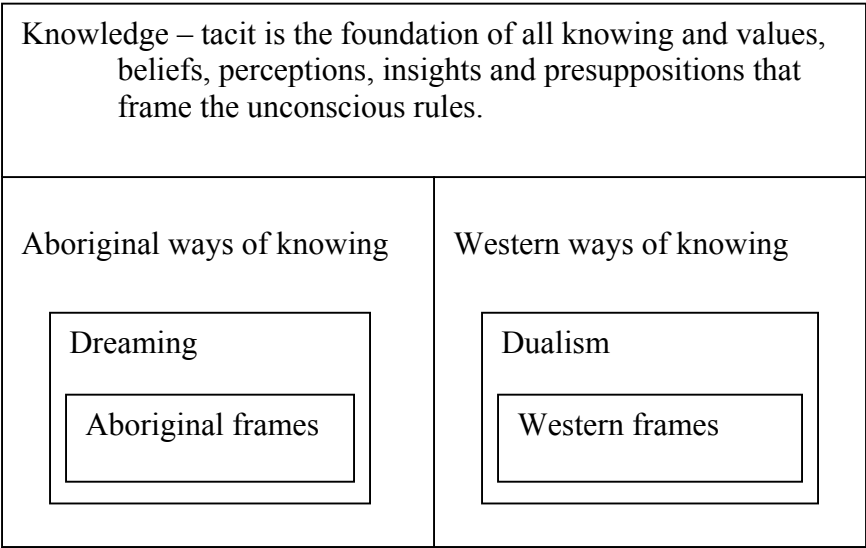 Knowledge – tacit is the foundation of all knowing and values,
beliefs, perceptions, insights and presuppositions that
frame the unconscious rules.
Aboriginal ways of knowing
Dreaming
Aboriginal frames
Western ways of knowing
Dualism
Western frames